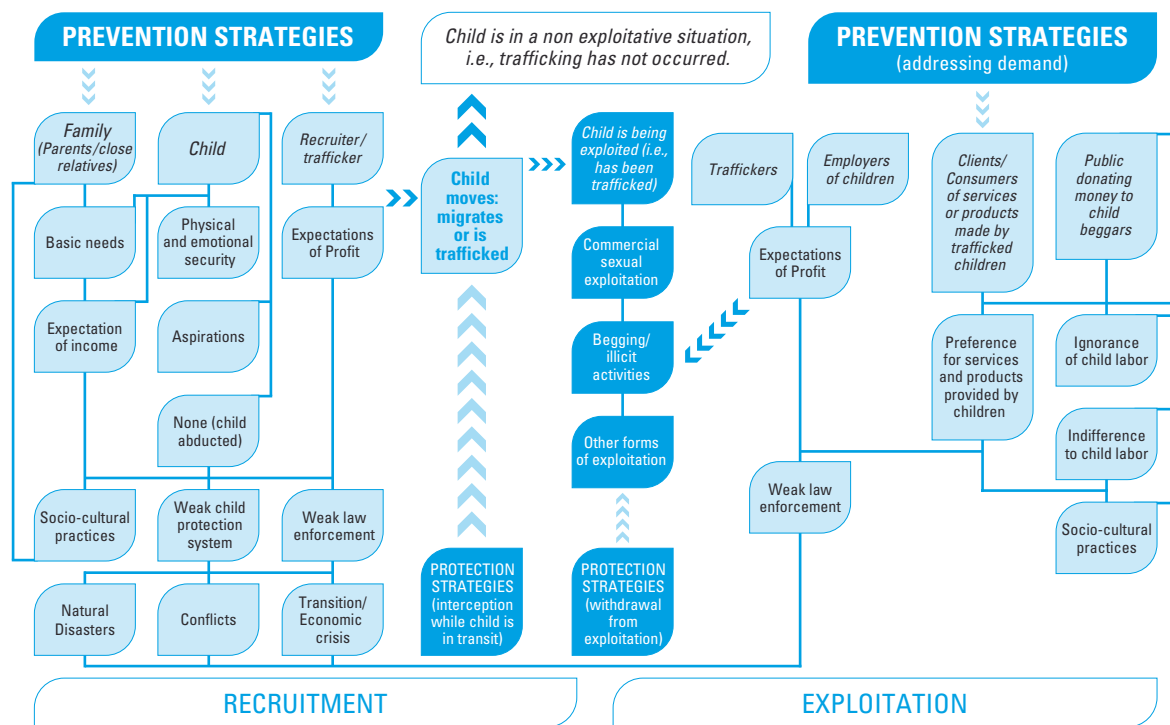 PREVENTION STRATEGIES
Child is in a non exploitative situation,
i.e., trafficking has not occurred.
PREVENTION STRATEGIES
(addressing demand)
Family
(Parents/close
relatives)
Child
Recruiter/
trafficker
Basic needs
Physical
and emotional
security
Expectations
of Profit
Expectation
of income
Aspirations
None (child
abducted)
Socio-cultural
practices
Weak child
protection
system
Weak law
enforcement
Natural
Disasters
Conflicts
Transition/
Economic
crisis
Child
moves:
migrates
or is
trafficked
PROTECTION
STRATEGIES
(interception
while child is
in transit)
Child is being
exploited (i.e.,
has been
trafficked)
Commercial
sexual
exploitation
Begging/
illicit
activities
Other forms
of exploitation
PROTECTION
STRATEGIES
(withdrawal
from
exploitation)
Traffickers
Employers
of children
Expectations
of Profit
Weak law
enforcement
Clients/
Consumers
of services
or products
made by
trafficked
children
Public
donating
money to
child
beggars
Preference
for services
and products
provided by
children
Ignorance
of child labor
Indifference
to child labor
Socio-cultural
practices
RECRUITMENT
EXPLOITATION